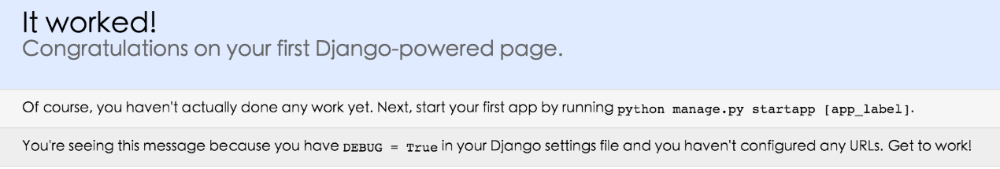 It worked!
Congratulations on your first Django-powered page.
Of course, you haven't actually done any work yet. Next, start your first app by running python manage.py startapp [app_label].
You're seeing this message because you have DEBUG = True in your Django settings file and you haven't configured any URLs. Get to work!